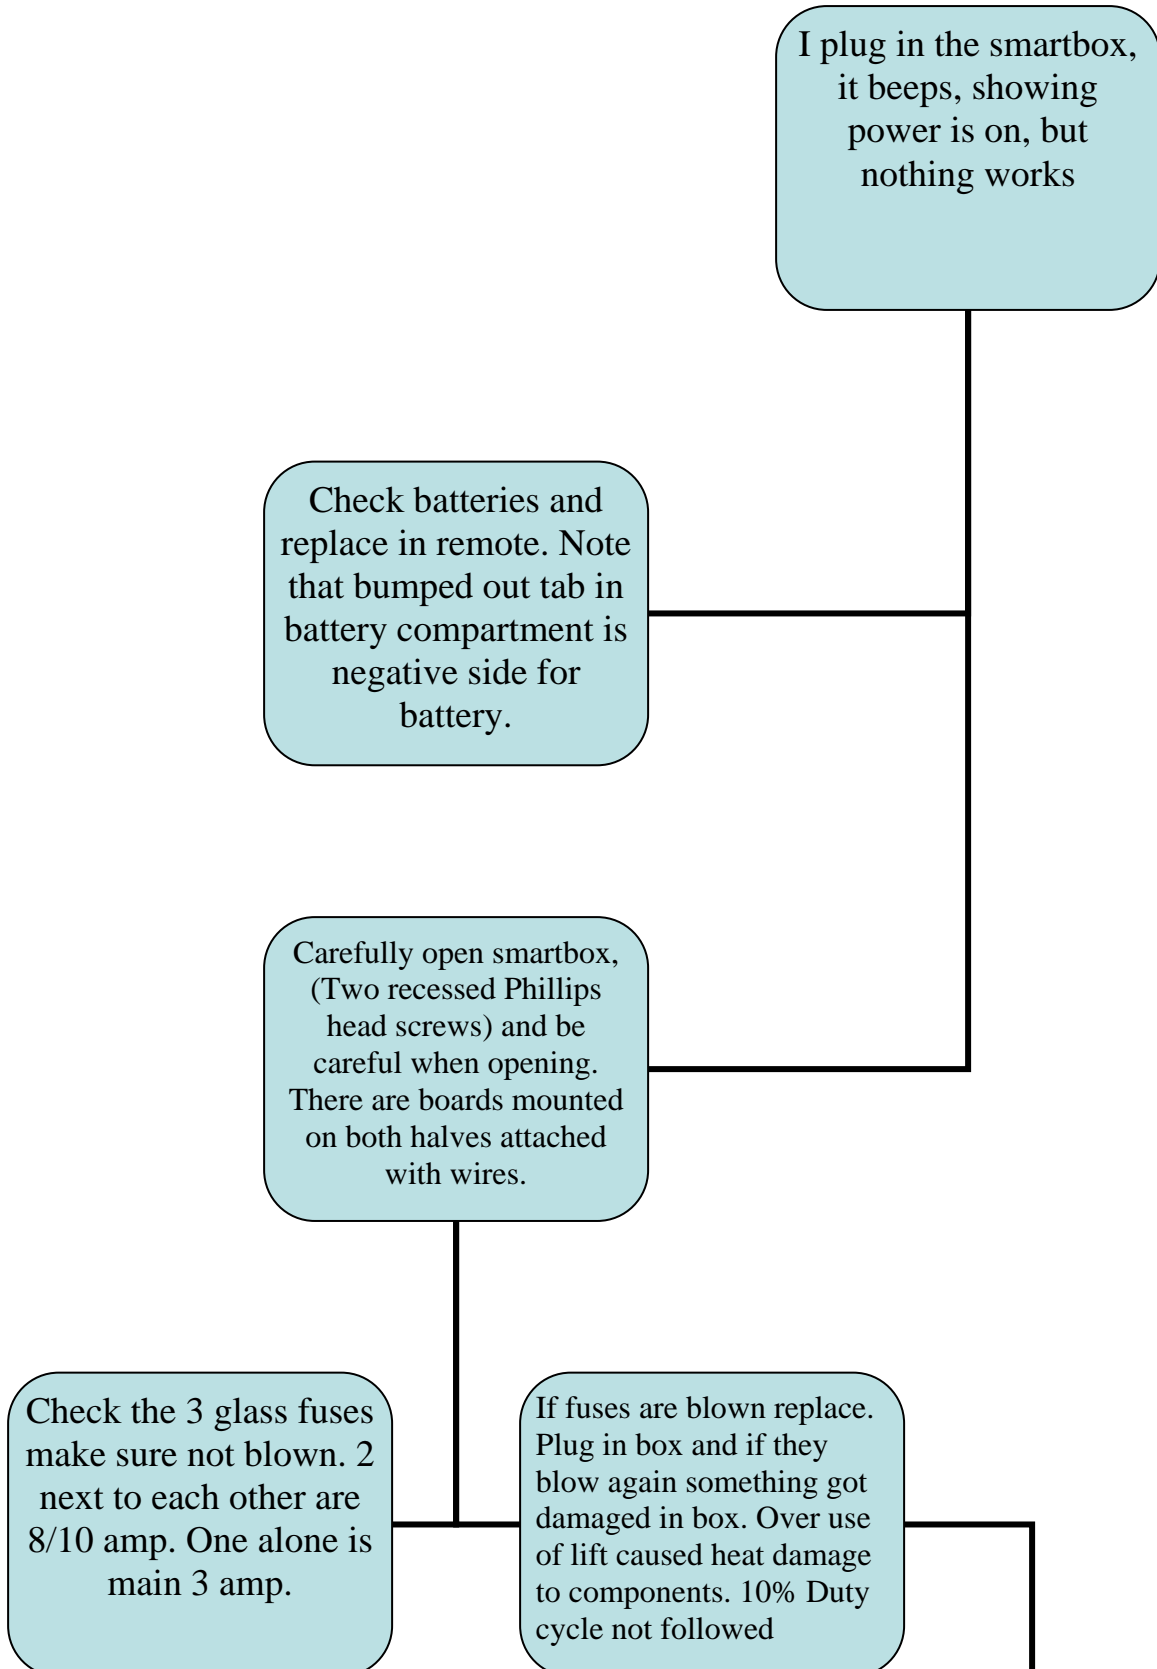 I plug in the smartbox,
it beeps, showing
power is on, but
nothing works
Check batteries and
replace in remote. Note
that bumped out tab in
battery compartment is
negative side for
battery.
Carefully open smartbox,
(Two recessed Phillips
head screws) and be
careful when opening.
There are boards mounted
on both halves attached
with wires.
Check the 3 glass fuses
make sure not blown. 2
next to each other are
8/10 amp. One alone is
main 3 amp.
If fuses are blown replace.
Plug in box and if they
blow again something got
damaged in box. Over use
of lift caused heat damage
to components. 10% Duty
cycle not followed